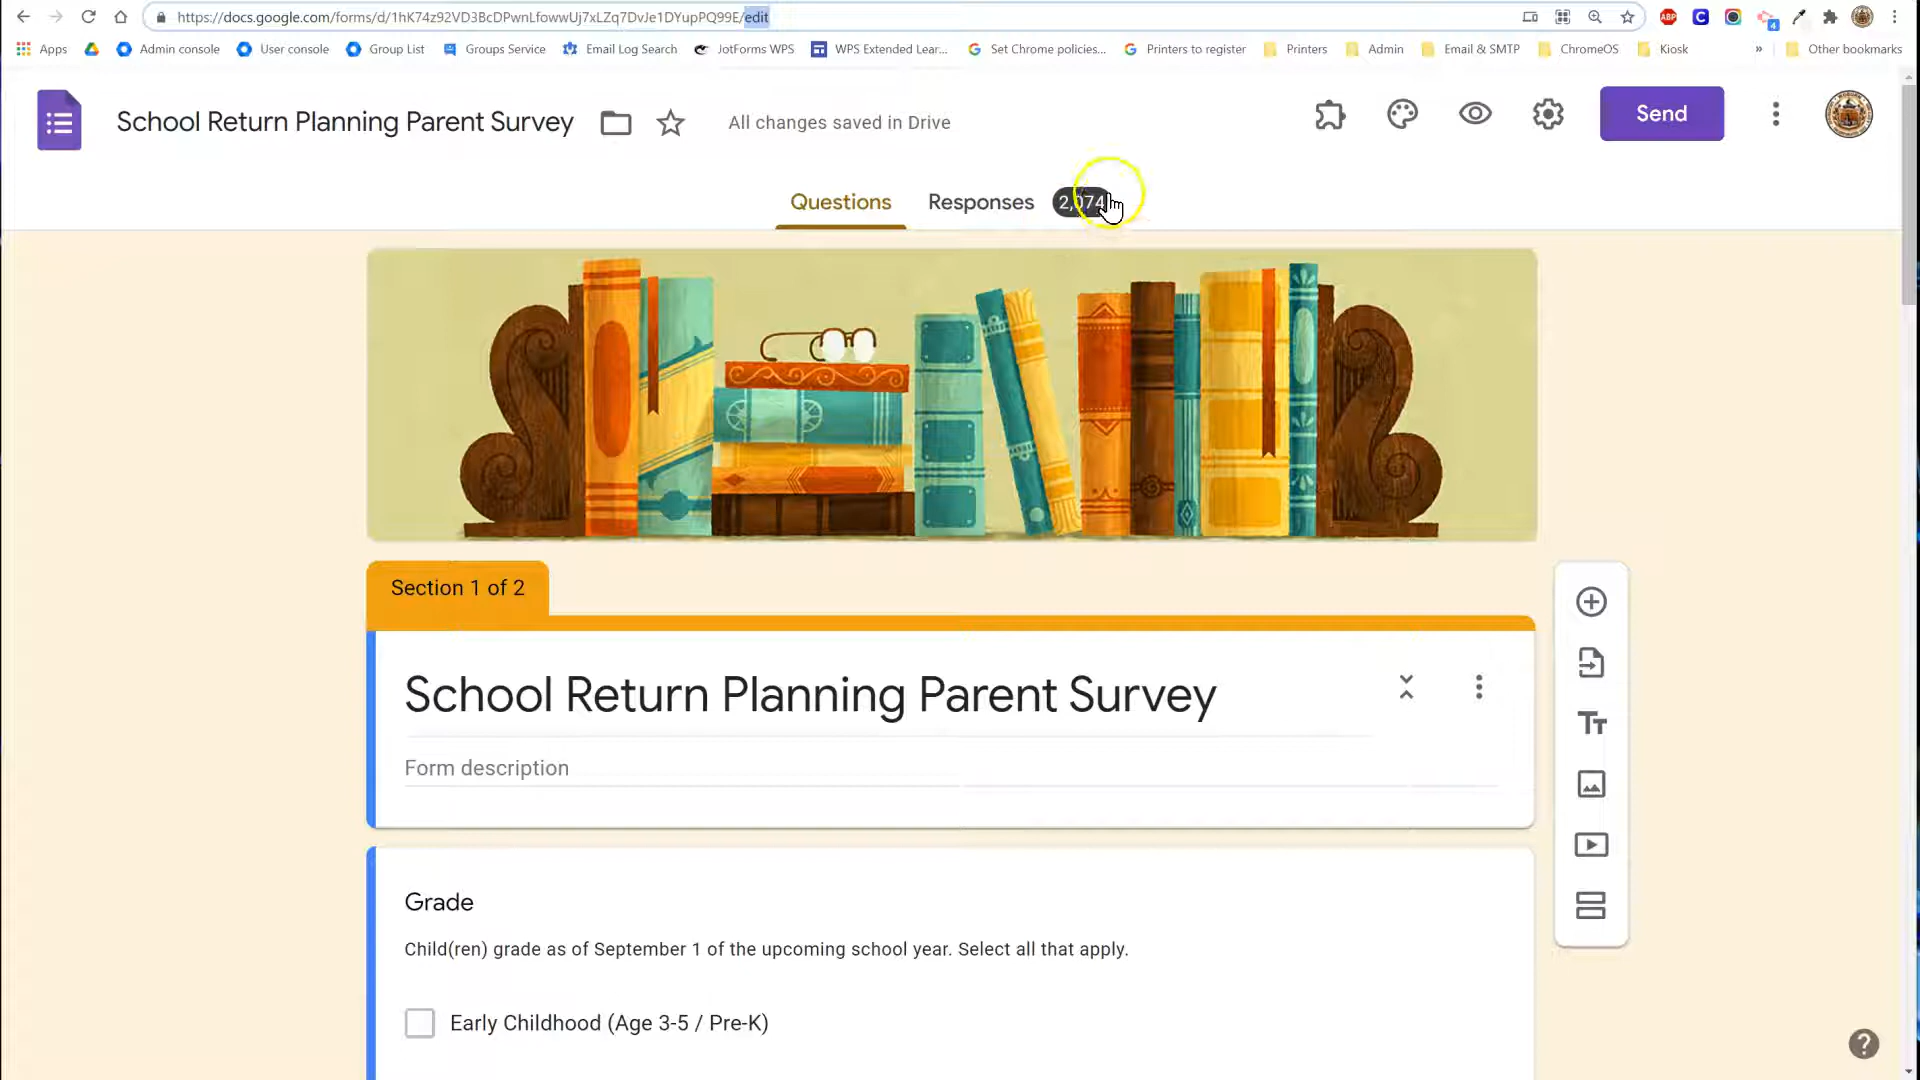 https://docs.google.com/forms/d/1hK74z92VD3BcDPwnLfowwUj7xLZq7DvJe1DYupPQ99E/edit
ABP
C
4
Apps
Admin console
User console
Group List
Groups Service
Email Log Search
JotForms WPS
WPS Extended Lear...
Set Chrome policies...
Printers to register
Printers
Admin
Email & SMTP
ChromeOS
Kiosk
»
Other bookmarks
School Return Planning Parent Survey
All changes saved in Drive
Send
Questions
Responses
2,074
Section 1 of 2
School Return Planning Parent Survey
Form description
Tт
Grade
Child(ren) grade as of September 1 of the upcoming school year. Select all that apply.
Early Childhood (Age 3-5 / Pre-K)
?